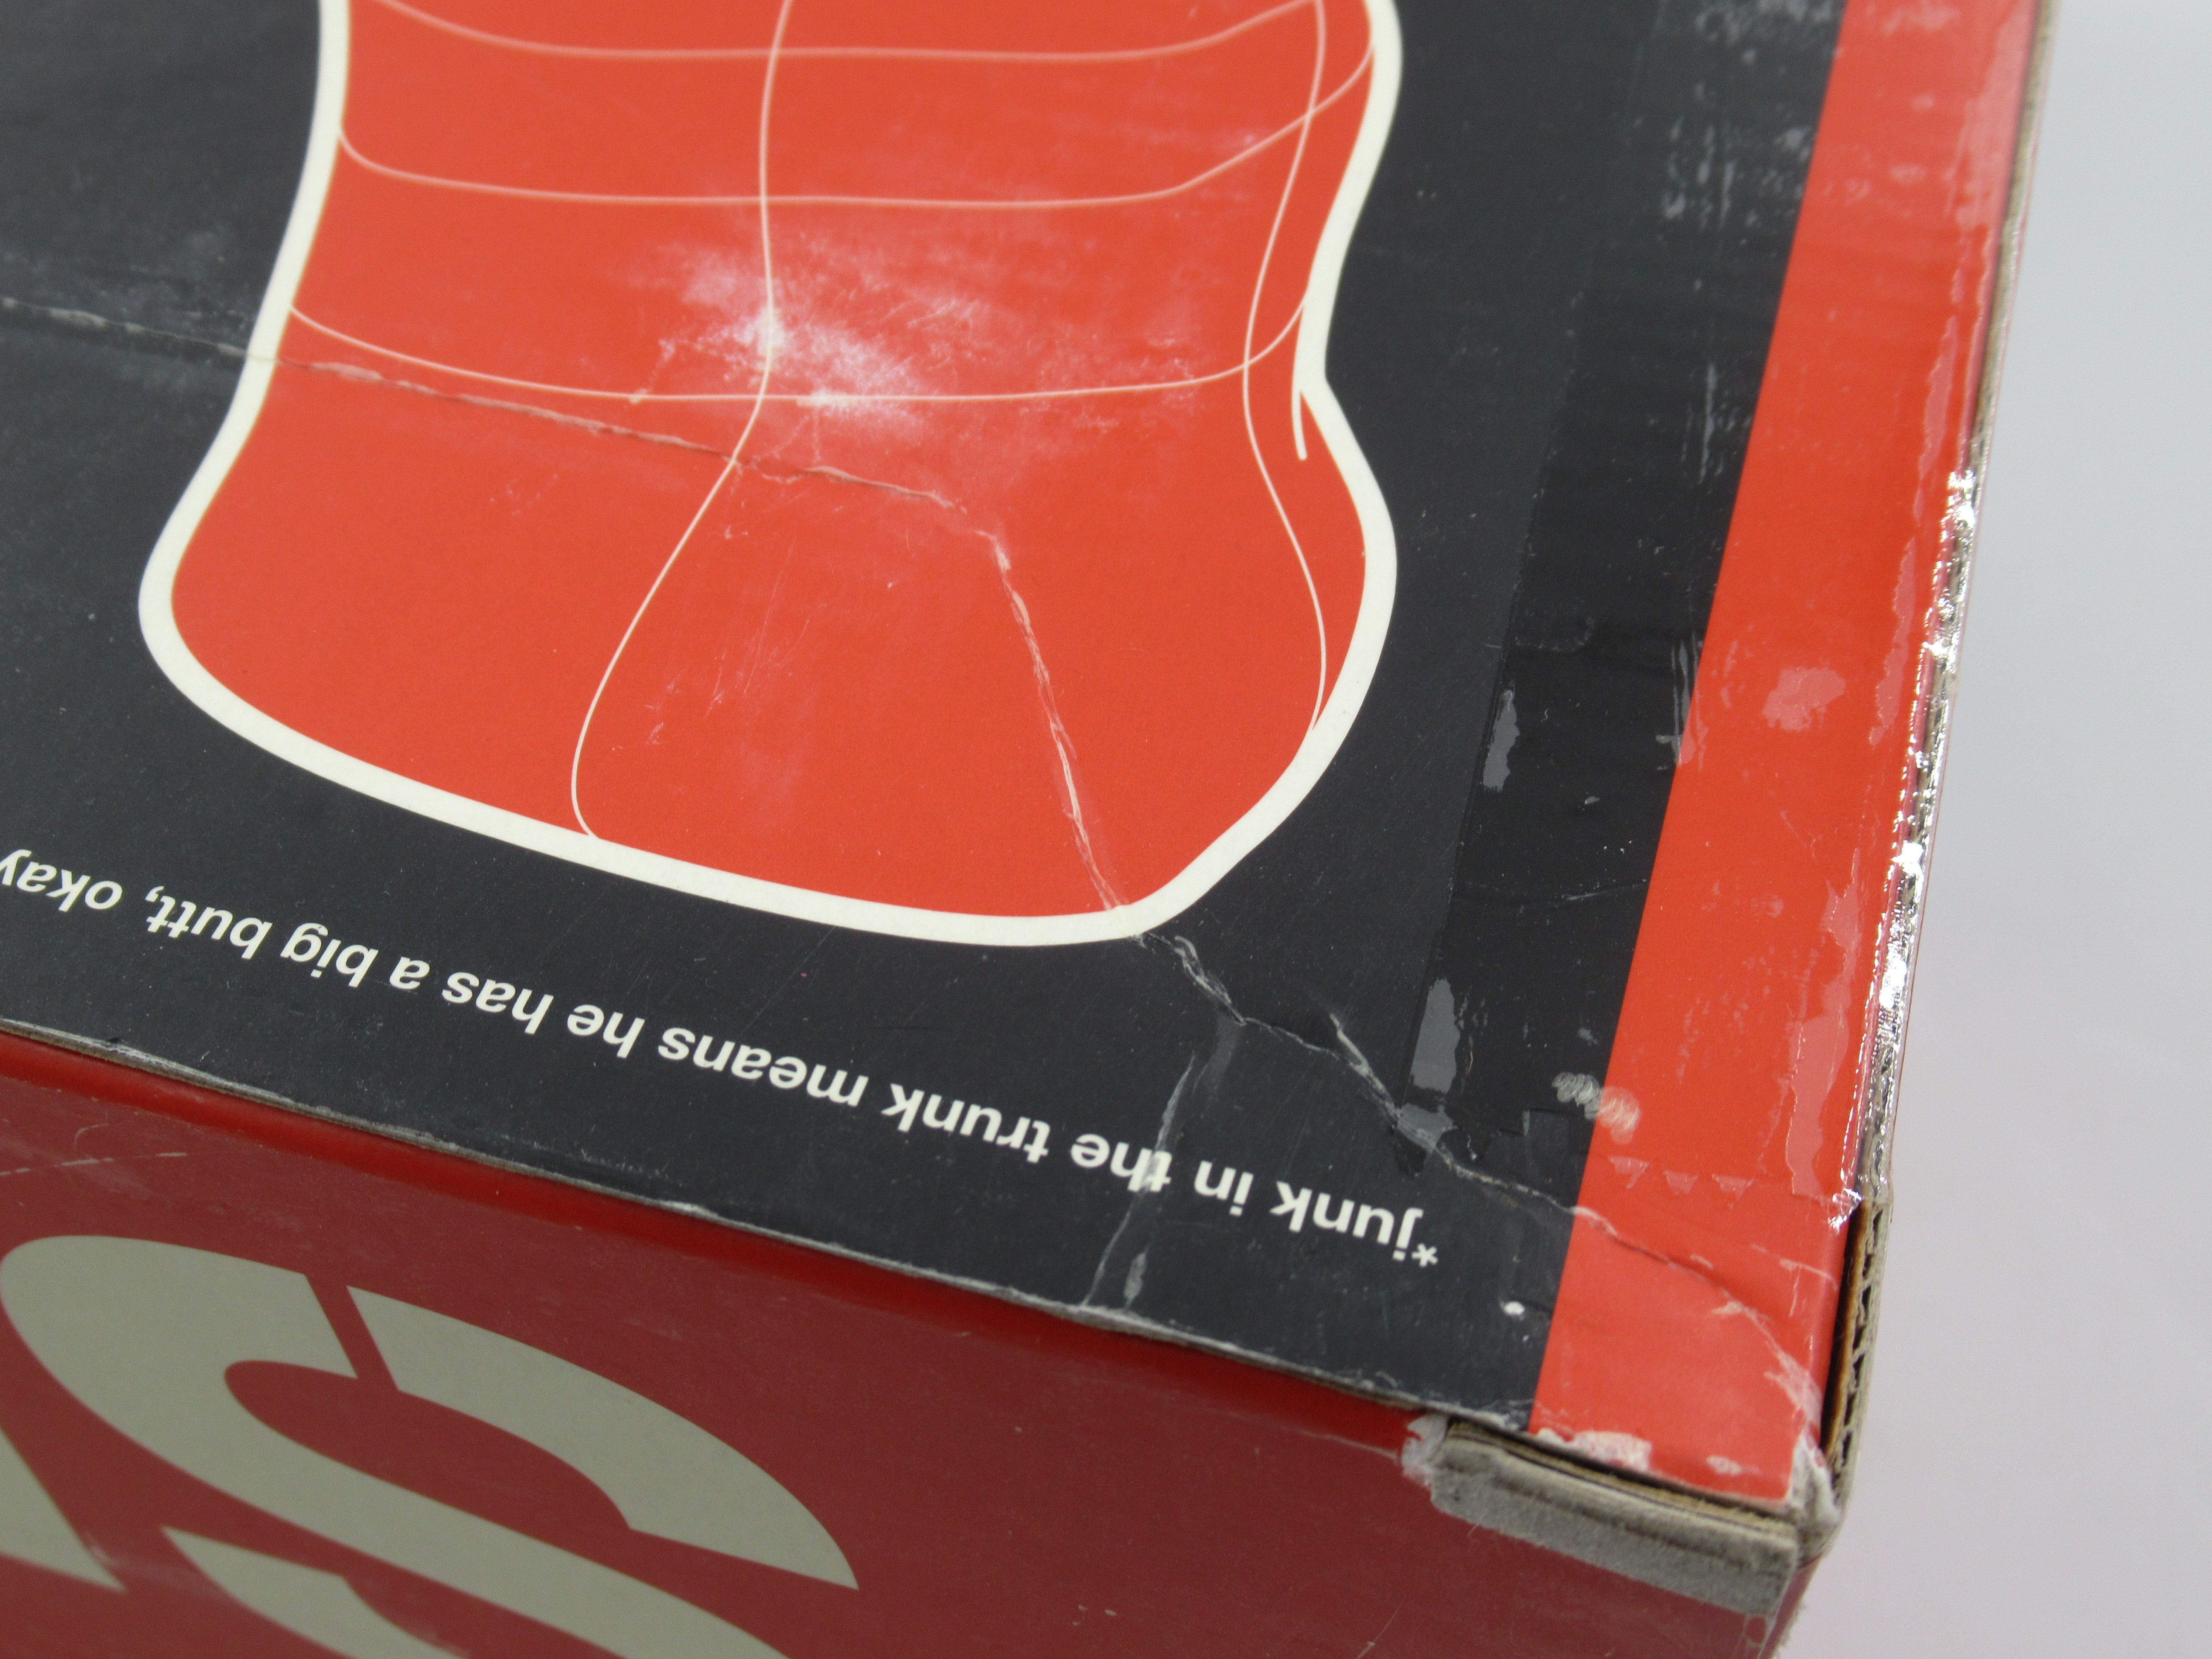 *junk in the trunk means he has a big butt, okay
S